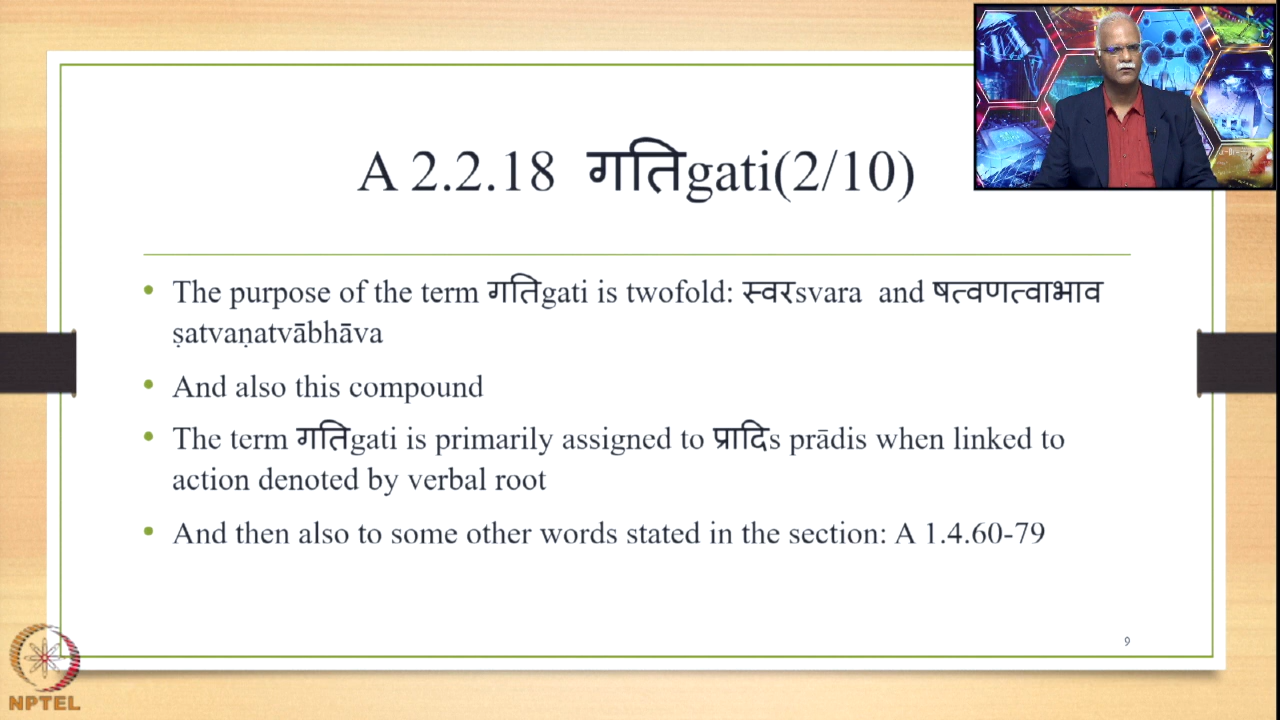 A 2.2.18 गतिgati(2/10)
• The purpose of the term गतिgati is twofold: स्वरsvara and षत्वणत्वाभाव
ṣatvaṇatvābhāva
• And also this compound
• The term गतिgati is primarily assigned to प्रादिs prādis when linked to
action denoted by verbal root
• And then also to some other words stated in the section: A 1.4.60-79
9
NPTEL